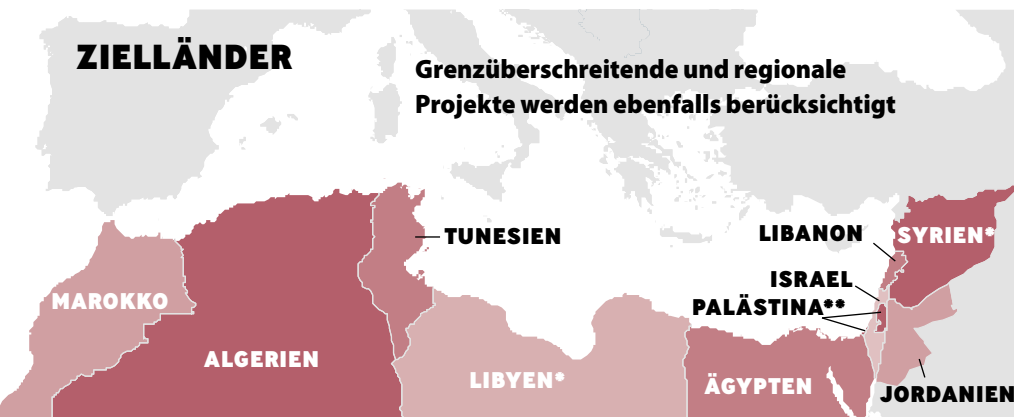 ZIELLÄNDER
Grenzüberschreitende und regionale
Projekte werden ebenfalls berücksichtigt
TUNESIEN
LIBANON
SYRIEN*
ISRAEL
PALÄSTINA**
MAROKKO
ALGERIEN
LIBYEN*
ÄGYPTEN
JORDANIEN